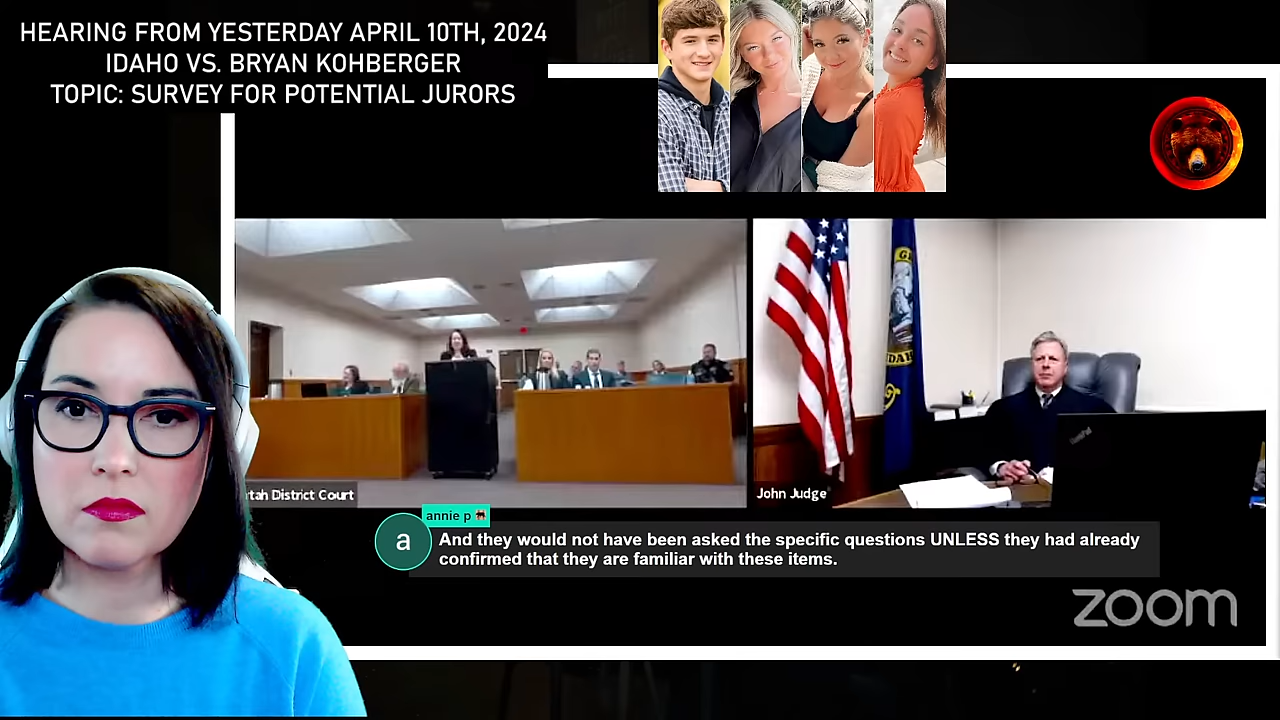 HEARING FROM YESTERDAY APRIL 10TH, 2024
IDAHO VS. BRYAN KOHBERGER
TOPIC: SURVEY FOR POTENTIAL JURORS
tah District Court
John Judge
annie p
a
And they would not have been asked the specific questions UNLESS they had already
confirmed that they are familiar with these items.
zoom